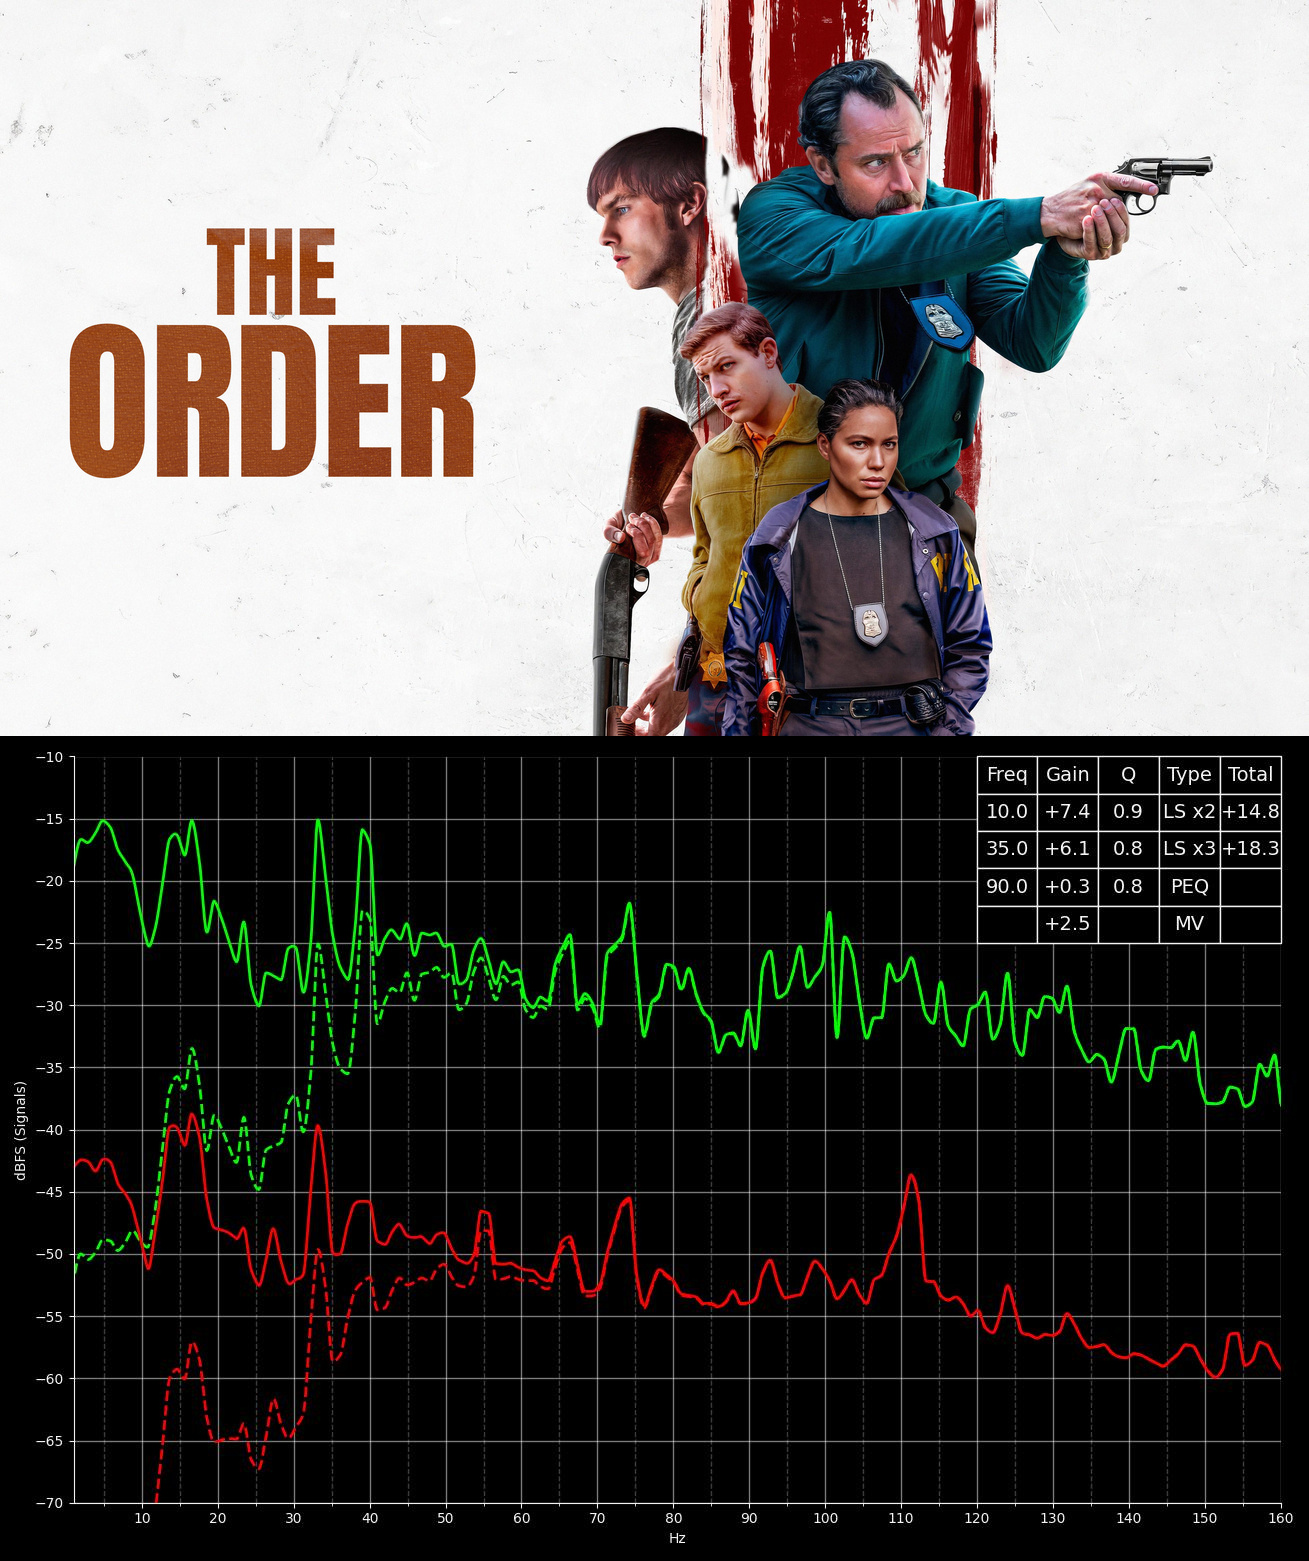 THE
ORDER
Freq Gain Q Type Total
10.0 +7.4 0.9 LS x2 +14.8
35.0 +6.1 0.8 LS x3 +18.3
90.0 +0.3 0.8 PEQ
+2.5 MV
−10
−15
−20
−25
−30
−35
−40
−45
−50
−55
−60
−65
−70
dBFS (Signals)
10 20 30 40 50 60 70 80 90 100 110 120 130 140 150 160
Hz